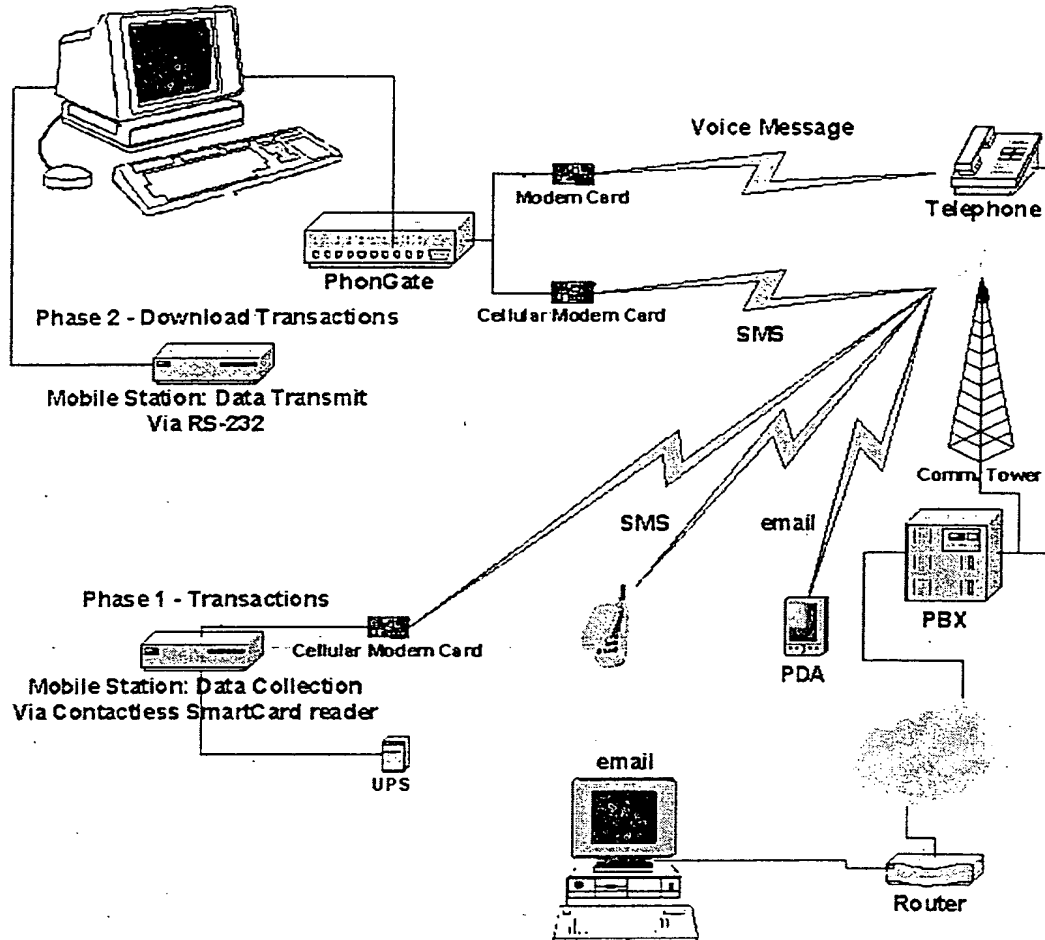 Voice Message
Modem Card
Telephone
PhonGate
Cellular Modem Card
SMS
Phase 2 - Download Transactions
Mobile Station: Data Transmit
Via RS-232
Comm. Tower
SMS
email
Phase 1 - Transactions
Cellular Modem Card
PBX
PDA
Mobile Station: Data Collection
Via Contactless SmartCard reader
UPS
email
Router